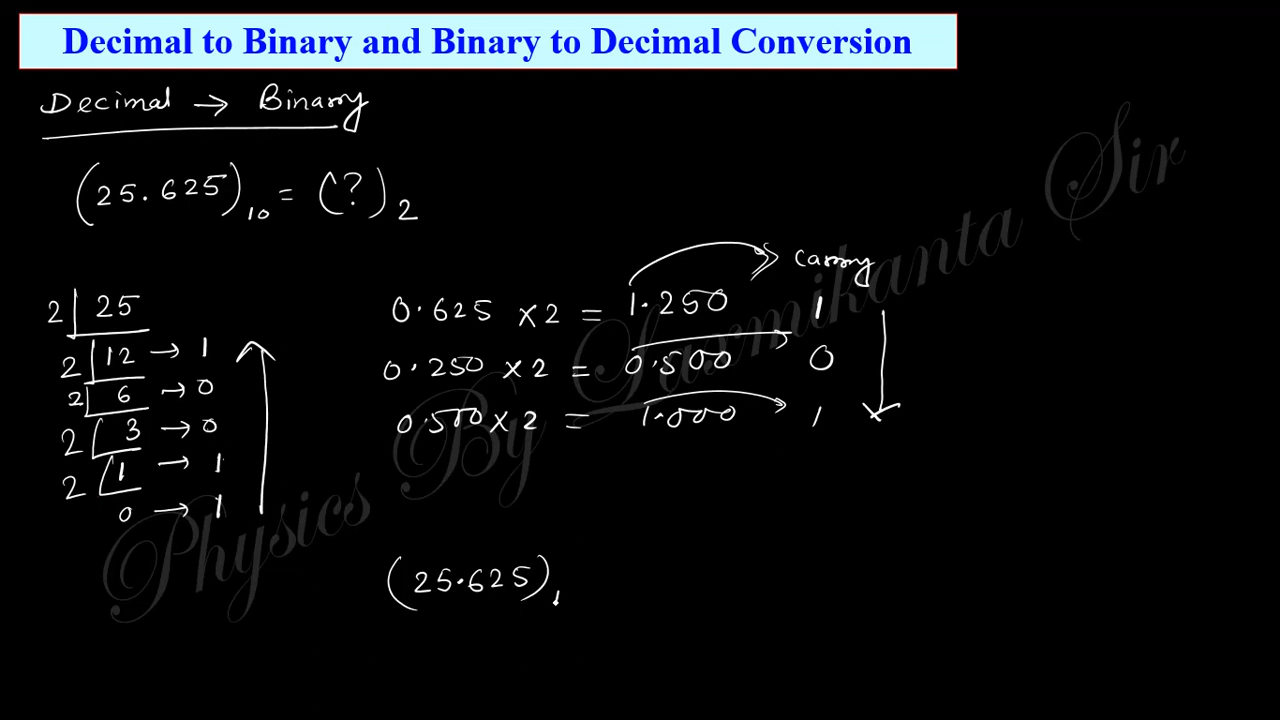 Decimal to Binary and Binary to Decimal Conversion
Decimal → Binary
(25.625)₁₀ = (?)₂
2 | 25
2 | 12 → 1
2 | 6 → 0
2 | 3 → 0
2 | 1 → 1
0 → 1
carry
0.625 × 2 = 1.250 1
0.250 × 2 = 0.500 0
0.500 × 2 = 1.000 1
(25.625)
Physics By Laxmikanta Sir